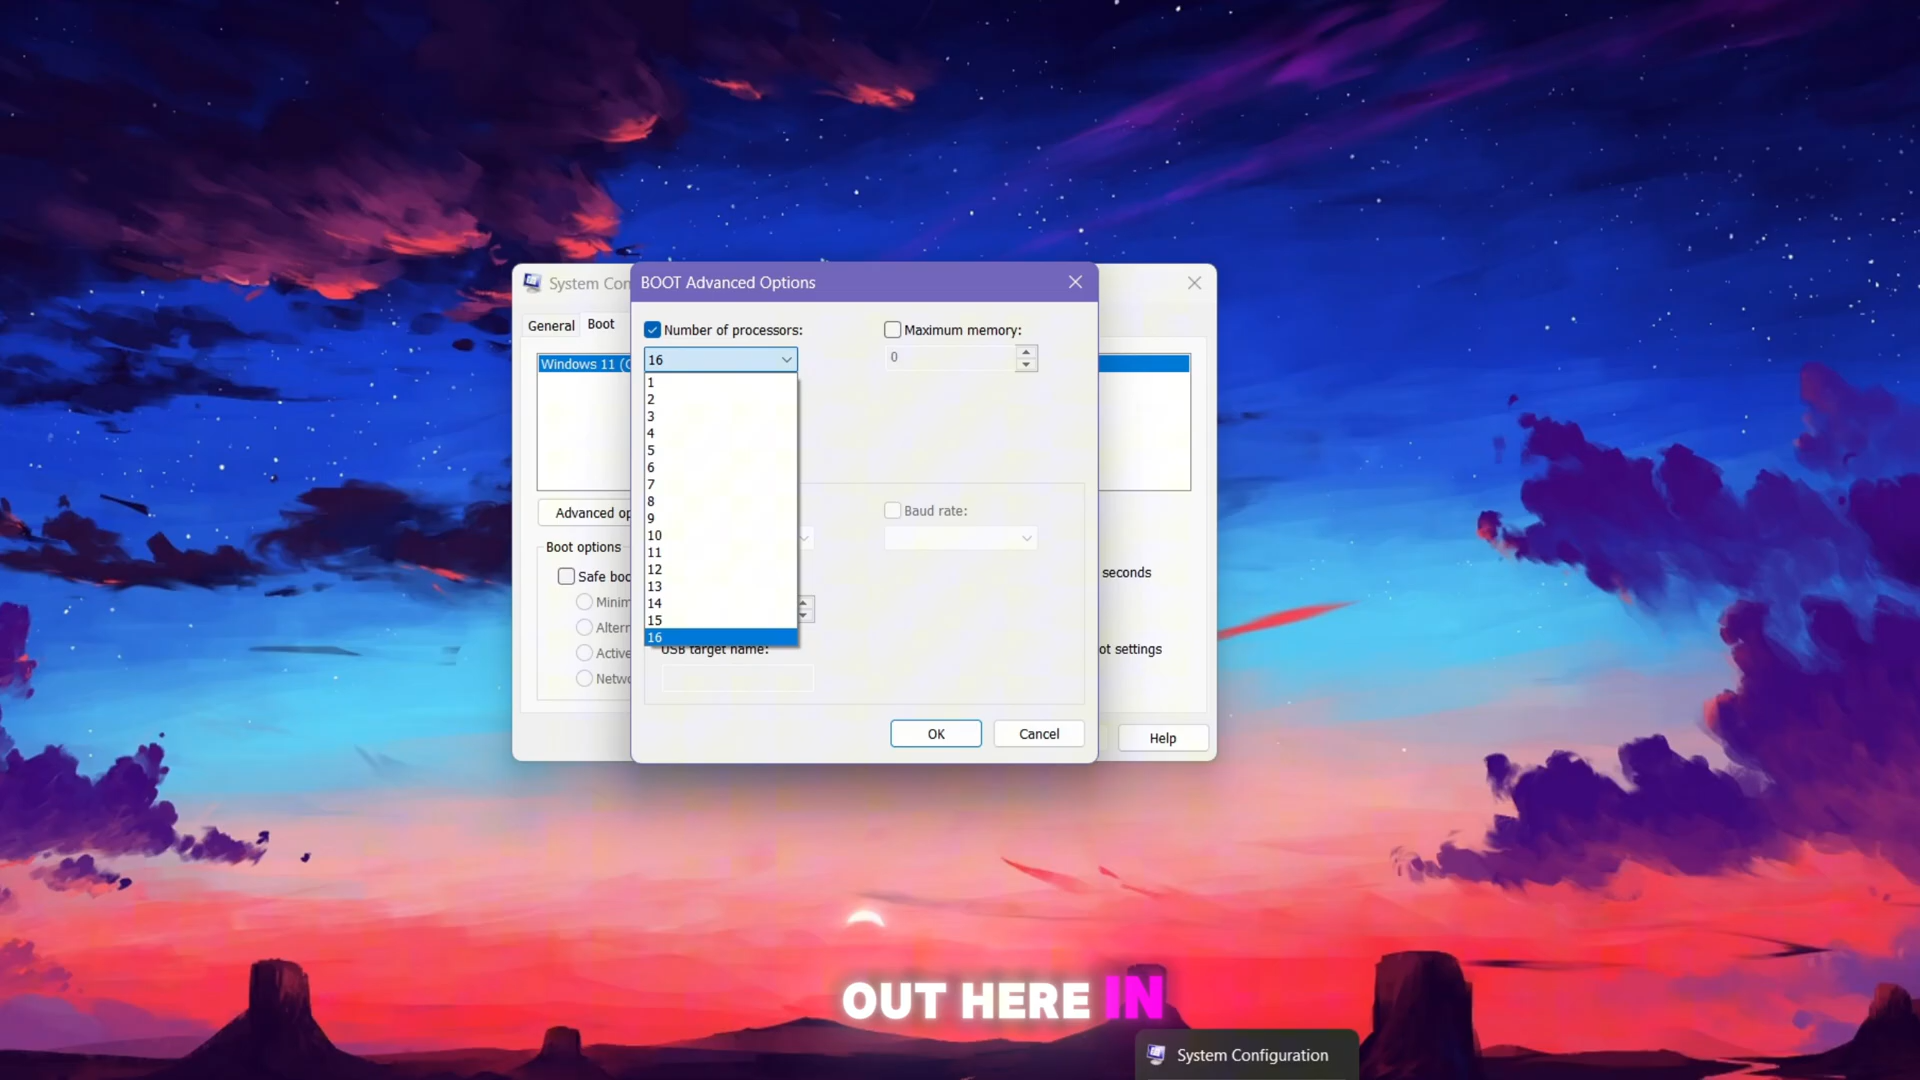 System Con
BOOT Advanced Options
General
Boot
Number of processors:
Maximum memory:
16
0
Windows 11 (C
1
2
3
4
5
6
7
8
9
10
11
12
13
14
15
16
Advanced op
Baud rate:
Boot options
Safe boo
seconds
Minim
Altern
USB target name:
ot settings
Active
Netwo
OK
Cancel
Help
OUT HERE IN
System Configuration